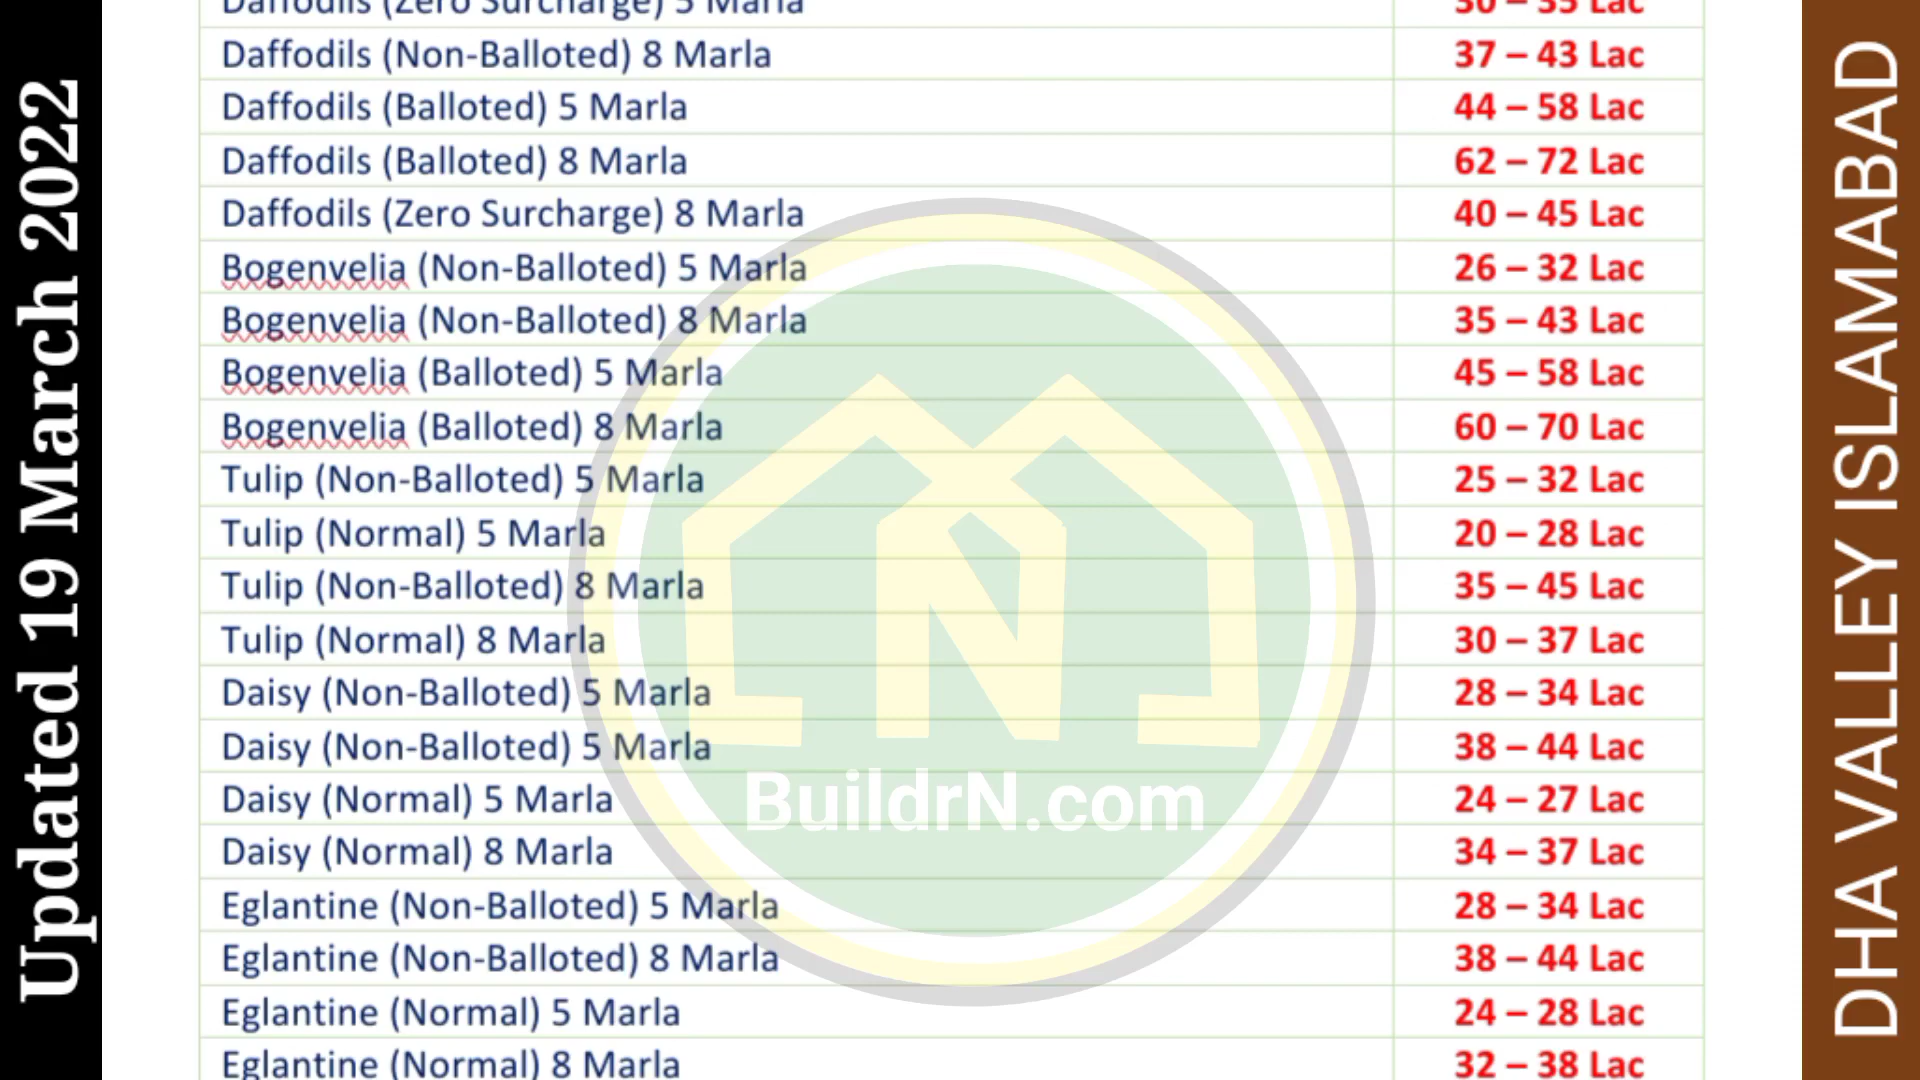 Updated 19 March 2022
Daffodils (Zero Surcharge) 5 Marla 30 – 35 Lac
Daffodils (Non-Balloted) 8 Marla 37 – 43 Lac
Daffodils (Balloted) 5 Marla 44 – 58 Lac
Daffodils (Balloted) 8 Marla 62 – 72 Lac
Daffodils (Zero Surcharge) 8 Marla 40 – 45 Lac
Bogenvelia (Non-Balloted) 5 Marla 26 – 32 Lac
Bogenvelia (Non-Balloted) 8 Marla 35 – 43 Lac
Bogenvelia (Balloted) 5 Marla 45 – 58 Lac
Bogenvelia (Balloted) 8 Marla 60 – 70 Lac
Tulip (Non-Balloted) 5 Marla 25 – 32 Lac
Tulip (Normal) 5 Marla 20 – 28 Lac
Tulip (Non-Balloted) 8 Marla 35 – 45 Lac
Tulip (Normal) 8 Marla 30 – 37 Lac
Daisy (Non-Balloted) 5 Marla 28 – 34 Lac
Daisy (Non-Balloted) 5 Marla 38 – 44 Lac
Daisy (Normal) 5 Marla 24 – 27 Lac
Daisy (Normal) 8 Marla 34 – 37 Lac
Eglantine (Non-Balloted) 5 Marla 28 – 34 Lac
Eglantine (Non-Balloted) 8 Marla 38 – 44 Lac
Eglantine (Normal) 5 Marla 24 – 28 Lac
Eglantine (Normal) 8 Marla 32 – 38 Lac
BuildrN.com
DHA VALLEY ISLAMABAD